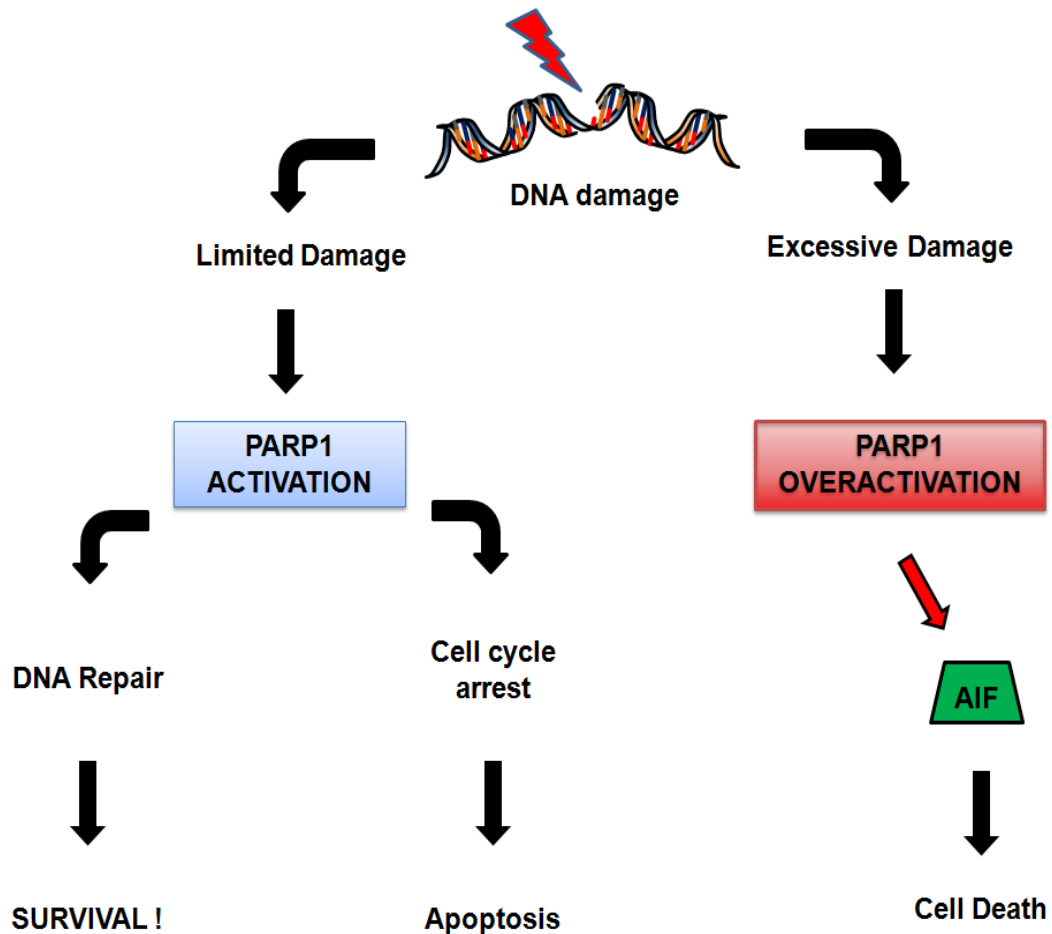 DNA damage
Limited Damage
Excessive Damage
PARP1
ACTIVATION
PARP1
OVERACTIVATION
DNA Repair
Cell cycle
arrest
AIF
SURVIVAL !
Apoptosis
Cell Death